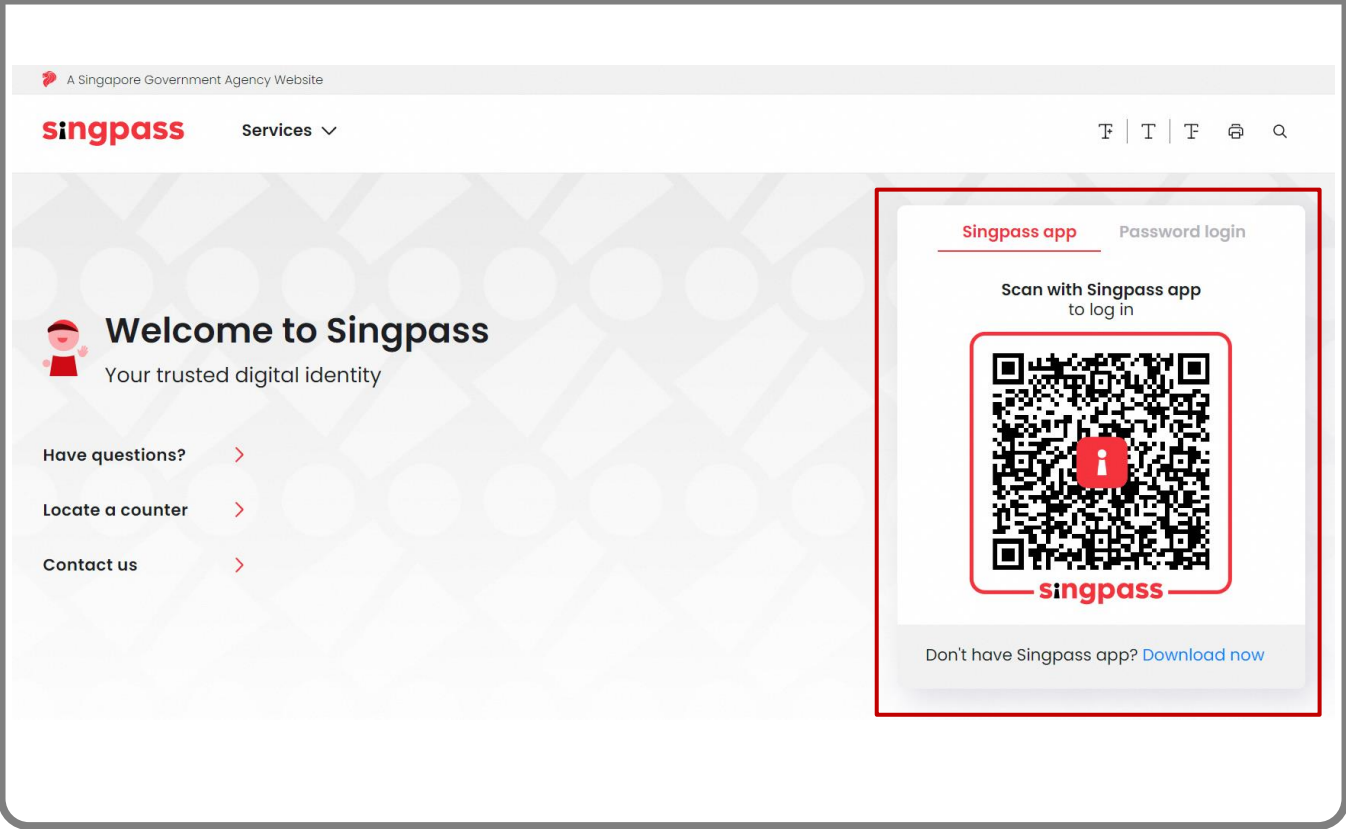 A Singapore Government Agency Website
singpass
Services
Welcome to Singpass
Your trusted digital identity
Have questions?
Locate a counter
Contact us
Singpass app
Password login
Scan with Singpass app
to log in
singpass
Don't have Singpass app? Download now